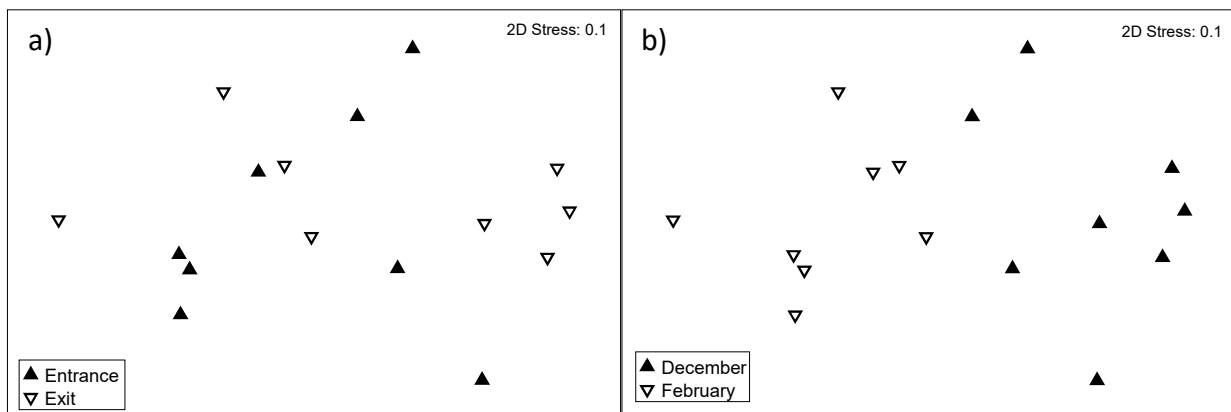 a)
2D Stress: 0.1
Entrance
Exit
b)
2D Stress: 0.1
December
February